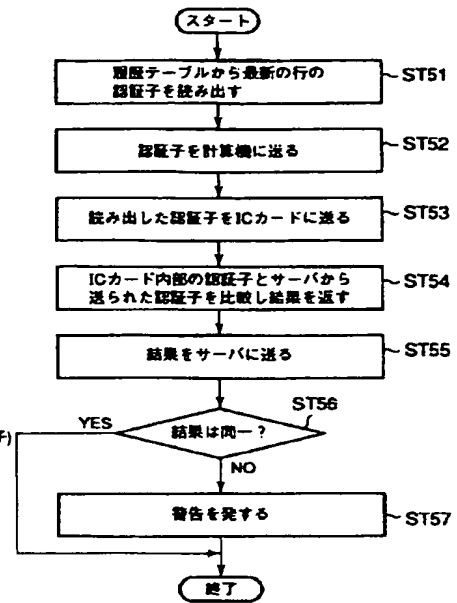 スタート
履歴テーブルから最新の行の
認証子を読み出す
ST51
認証子を計算機に送る
ST52
読み出した認証子をICカードに送る
ST53
ICカード内部の認証子とサーバから
送られた認証子を比較し結果を返す
ST54
結果をサーバに送る
ST55
ST56
結果は同一?
YES
子)
NO
警告を発する
ST57
終了